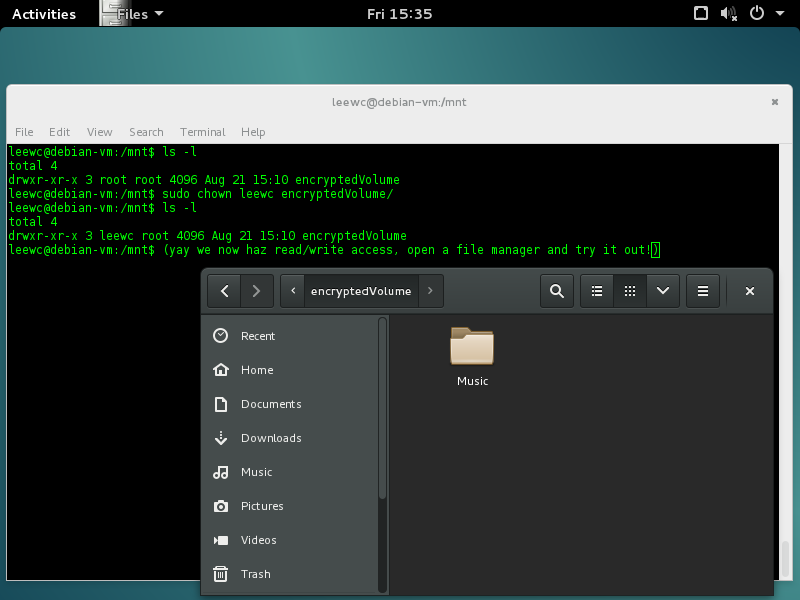 Activities Files Fri 15:35
leewc@debian-vm:/mnt
File Edit View Search Terminal Help
leewc@debian-vm:/mnt$ ls -l
total 4
drwxr-xr-x 3 root root 4096 Aug 21 15:10 encryptedVolume
leewc@debian-vm:/mnt$ sudo chown leewc encryptedVolume/
leewc@debian-vm:/mnt$ ls -l
total 4
drwxr-xr-x 3 leewc root 4096 Aug 21 15:10 encryptedVolume
leewc@debian-vm:/mnt$ (yay we now haz read/write access, open a file manager and try it out!)
encryptedVolume
Recent
Home
Documents
Downloads
Music
Pictures
Videos
Trash
Music